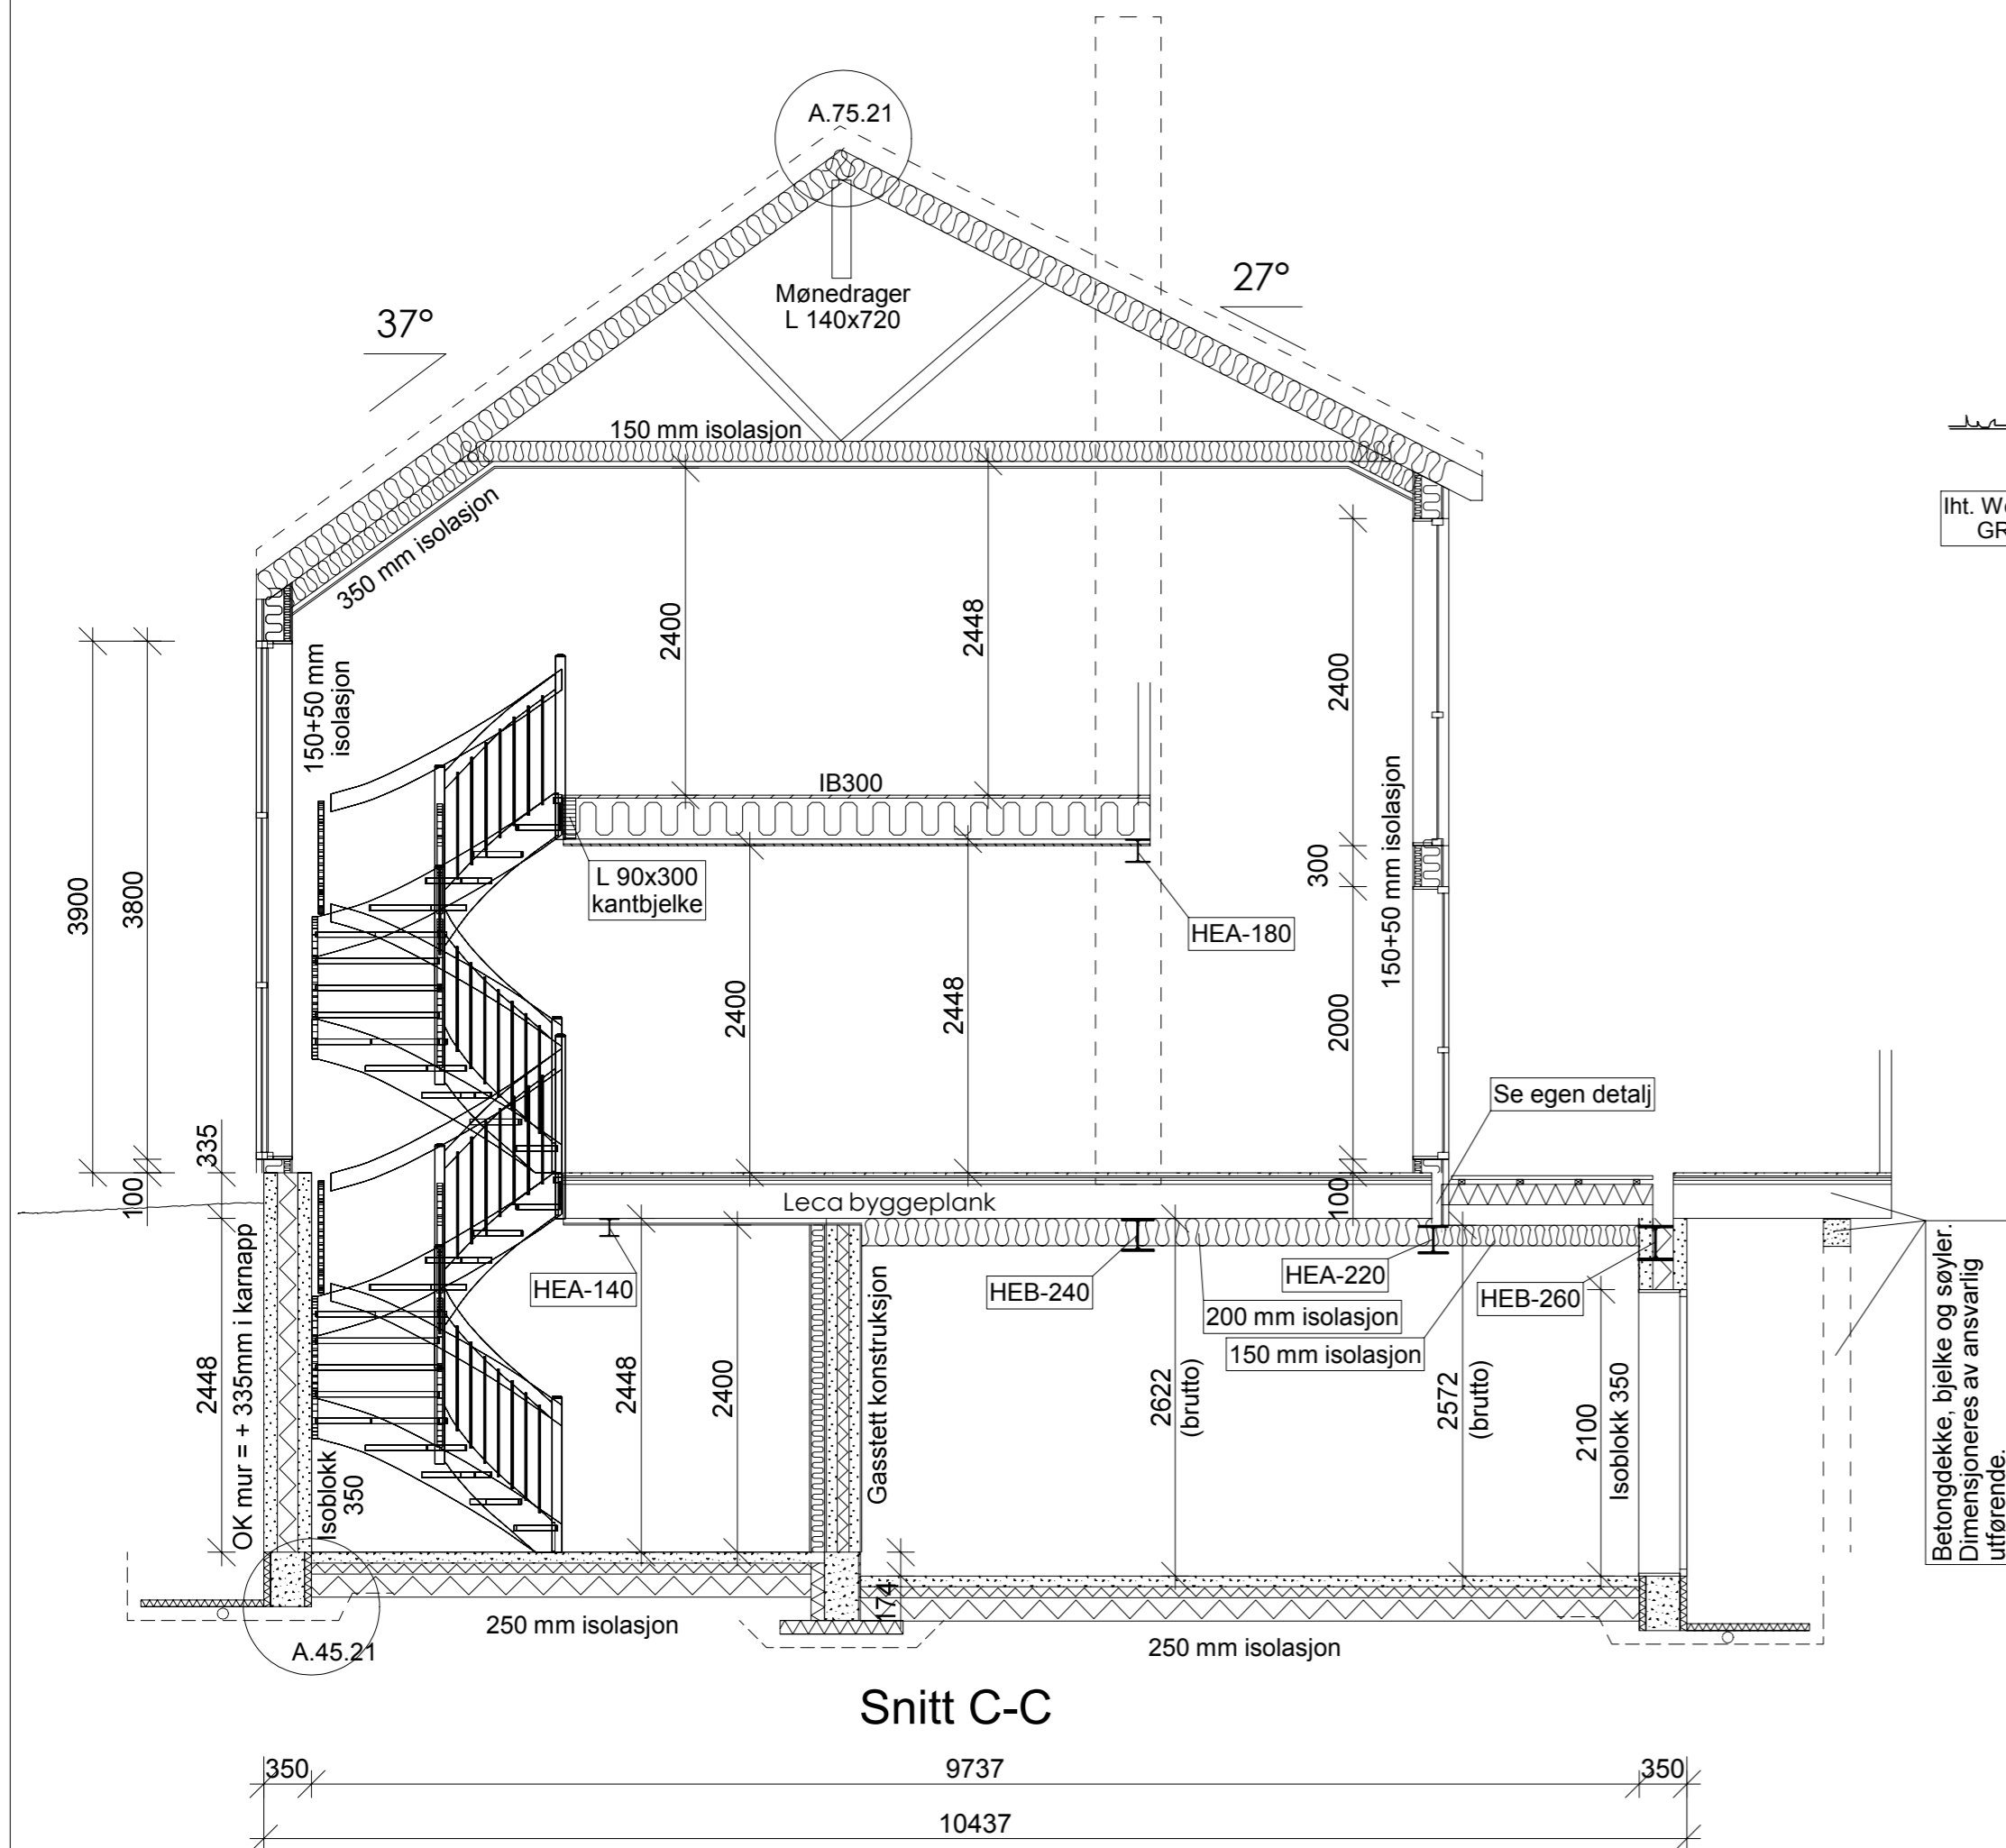 A.75.21
37°
27°
Mønedrager
L 140x720
150 mm isolasjon
350 mm isolasjon
150+50 mm
isolasjon
Iht.
GR
2400
2448
2400
3900
3800
IB300
L 90x300
kantbjelke
HEA-180
300
150+50 mm isolasjon
2400
2448
2000
Se egen detalj
335
100
100
Leca byggeplank
OK mur = + 335mm i karnapp
2448
Isoblokk
350
HEA-140
2448
2400
Gasstett konstruksjon
HEB-240
HEA-220
HEB-260
200 mm isolasjon
150 mm isolasjon
2622
(brutto)
2572
(brutto)
2100
Isoblokk 350
Betongdekke, bjelke og søyler.
Dimensjoneres av ansvarlig
utførende.
174
A.45.21
250 mm isolasjon
250 mm isolasjon
Snitt C-C
350
9737
350
10437